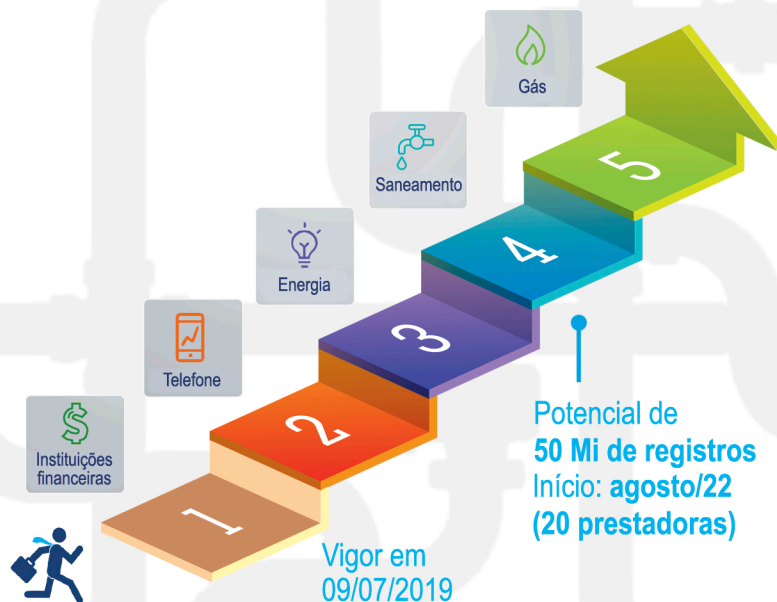 Gás
Saneamento
Energia
Telefone
Instituições
financeiras
1
2
3
4
5
Potencial de
50 Mi de registros
Início: agosto/22
(20 prestadoras)
Vigor em
09/07/2019